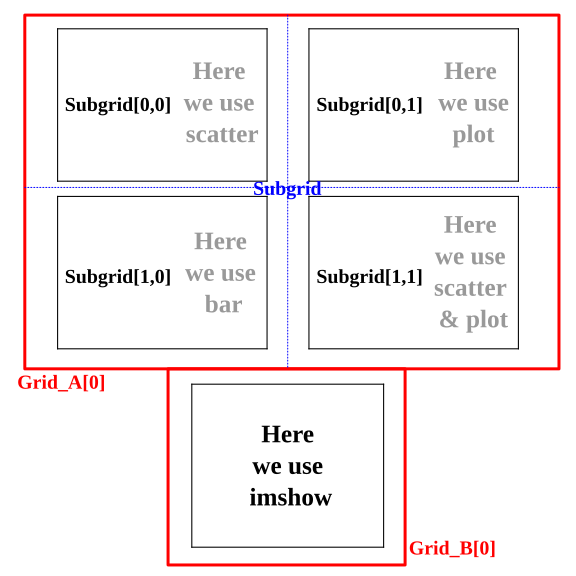 Here
we use
scatter
Subgrid[0,0]
Here
we use
plot
Subgrid[0,1]
Subgrid
Here
we use
bar
Subgrid[1,0]
Here
we use
scatter
& plot
Subgrid[1,1]
Grid_A[0]
Here
we use
imshow
Grid_B[0]